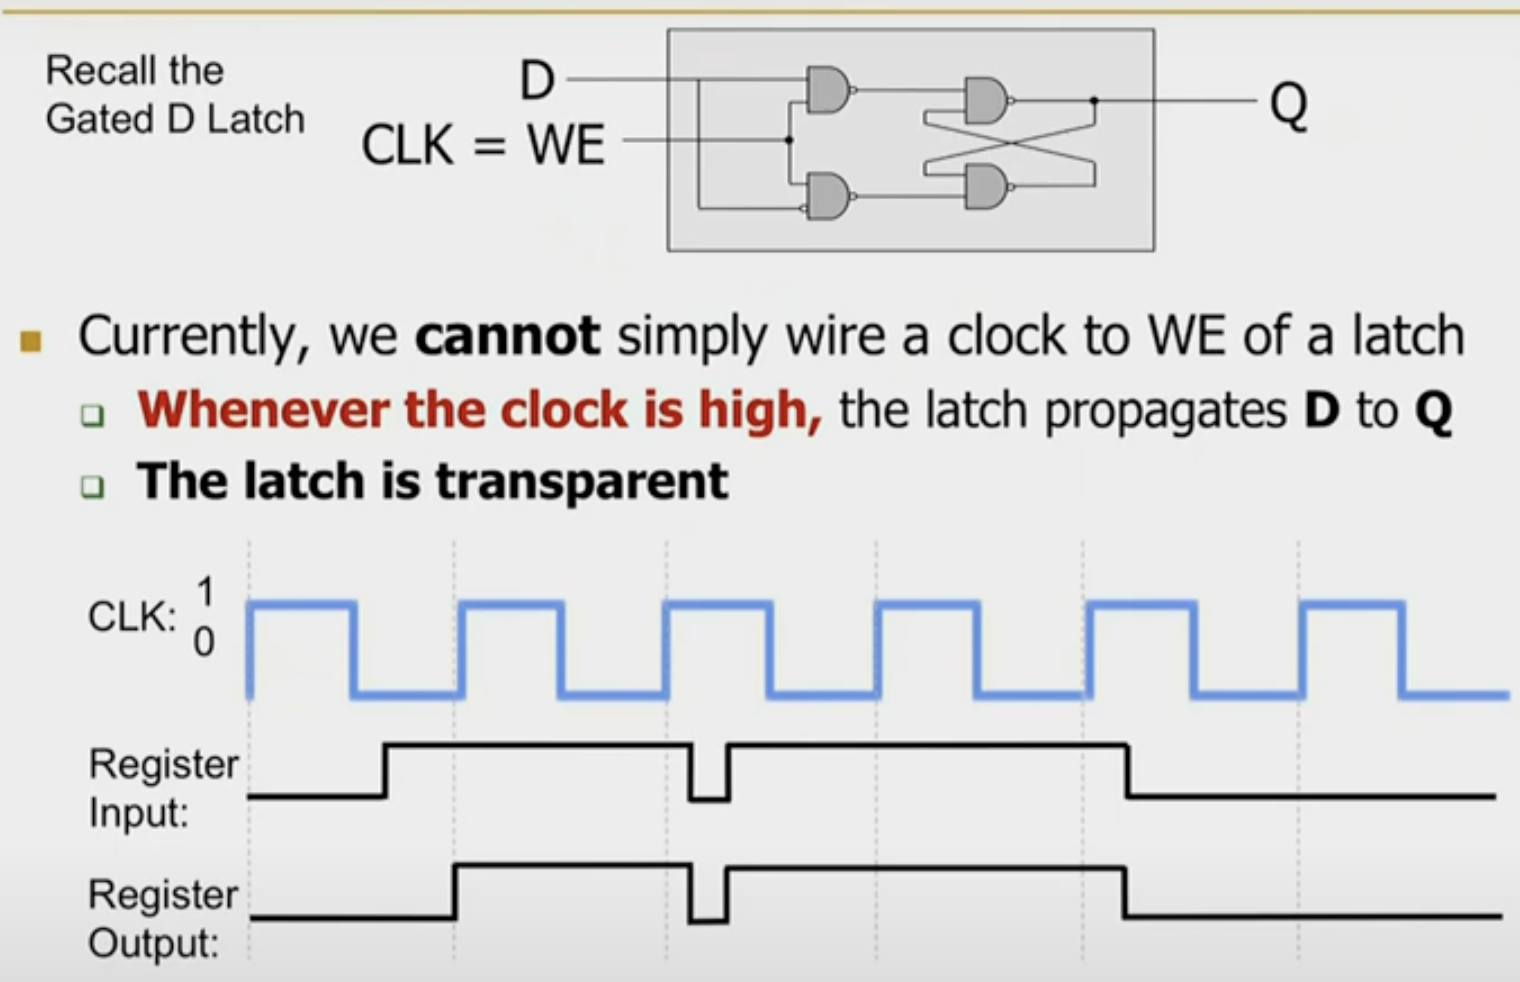 Recall the
Gated D Latch
D
CLK = WE
Q
Currently, we cannot simply wire a clock to WE of a latch
Whenever the clock is high, the latch propagates D to Q
The latch is transparent
CLK: 1
0
Register
Input:
Register
Output: